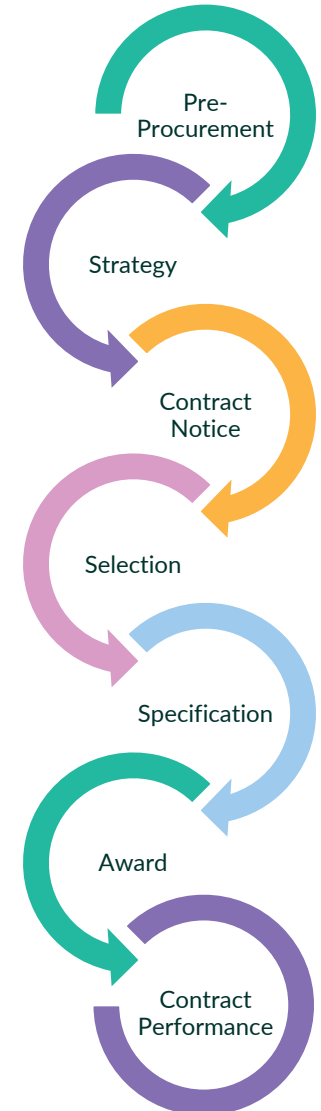 Pre-
Procurement
Strategy
Contract
Notice
Selection
Specification
Award
Contract
Performance